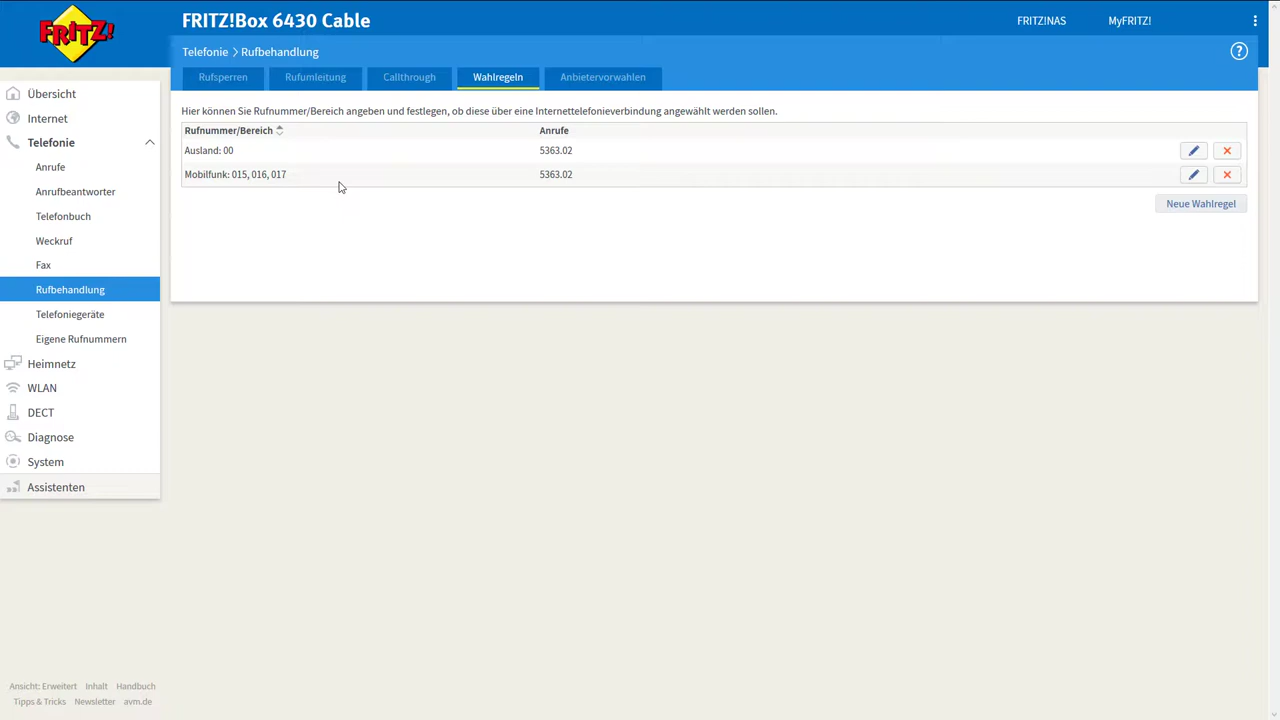 FRITZ!
FRITZ!Box 6430 Cable
FRITZ!NAS
MyFRITZ!
Telefonie > Rufbehandlung
?
Rufsperren
Rufumleitung
Callthrough
Wahlregeln
Anbietervorwahlen
Übersicht
Internet
Telefonie
Anrufe
Anrufbeantworter
Telefonbuch
Weckruf
Fax
Rufbehandlung
Telefoniegeräte
Eigene Rufnummern
Heimnetz
WLAN
DECT
Diagnose
System
Assistenten
Hier können Sie Rufnummer/Bereich angeben und festlegen, ob diese über eine Internettelefonieverbindung angewählt werden sollen.
Rufnummer/Bereich Anrufe
Ausland: 00 5363.02
Mobilfunk: 015, 016, 017 5363.02
Neue Wahlregel
Ansicht: Erweitert Inhalt Handbuch
Tipps & Tricks Newsletter avm.de